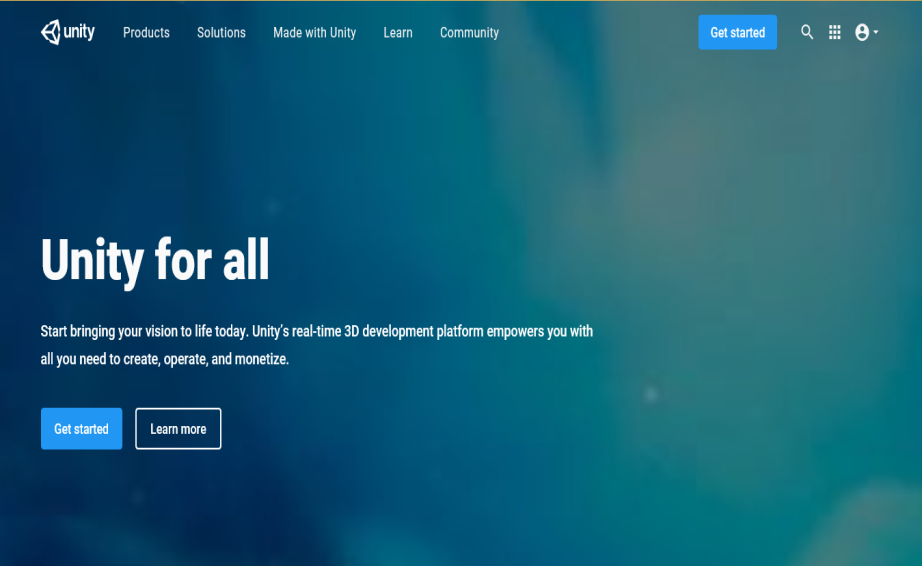 unity Products Solutions Made with Unity Learn Community Get started
Unity for all
Start bringing your vision to life today. Unity's real-time 3D development platform empowers you with
all you need to create, operate, and monetize.
Get started Learn more